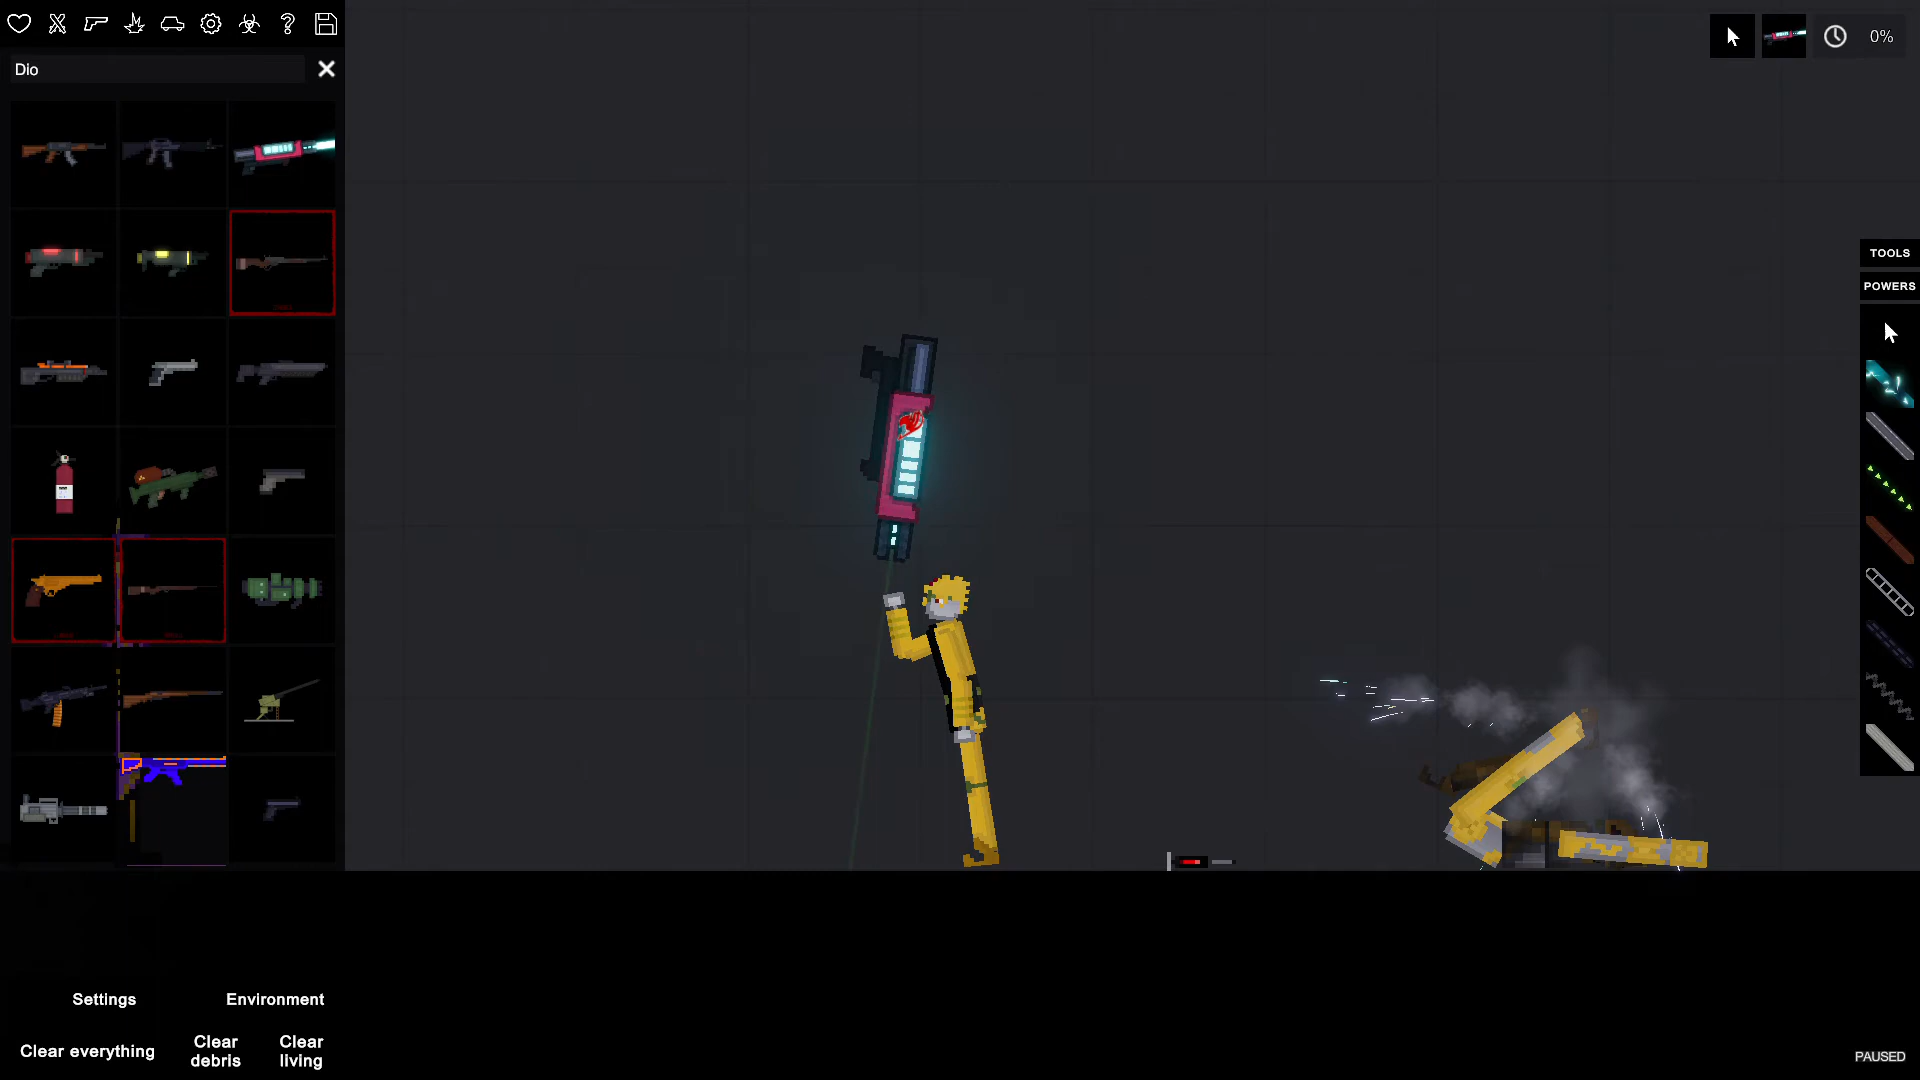 Dio
0%
TOOLS
POWERS
Settings
Environment
Clear everything
Clear
debris
Clear
living
PAUSED